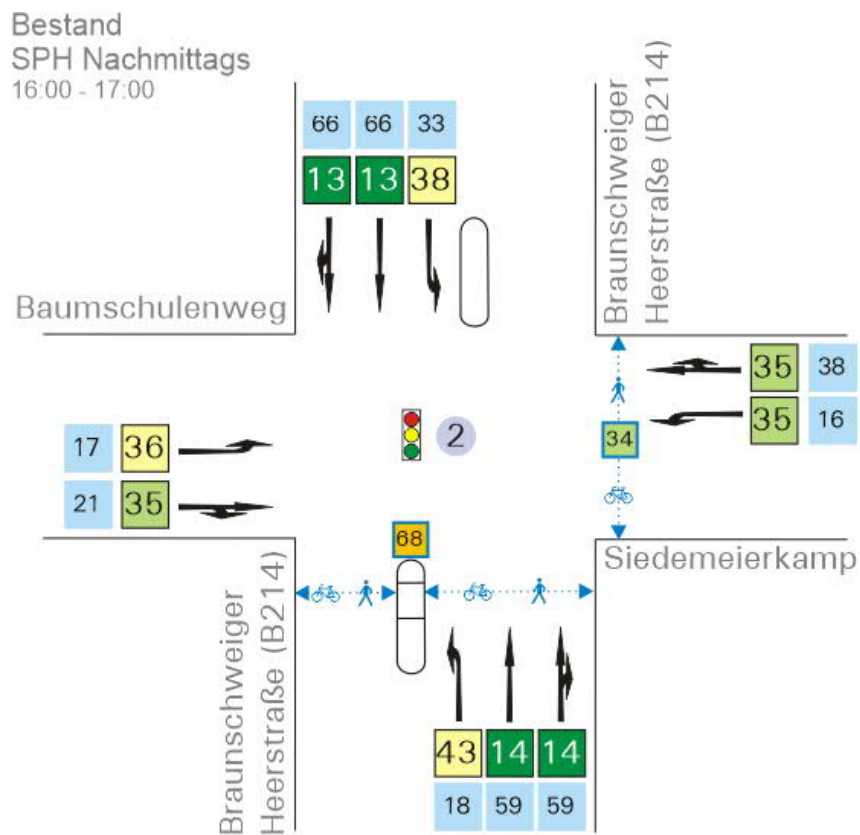 Bestand
SPH Nachmittags
16:00 - 17:00
Braunschweiger
Heerstraße (B214)
66 66 33
13 13 38
Baumschulenweg
35 38
35 16
34
2
17 36
21 35
68
Siedemeierkamp
Braunschweiger
Heerstraße (B214)
43 14 14
18 59 59